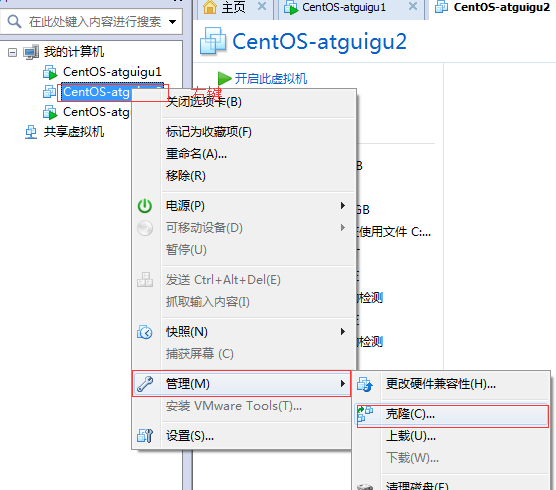 在此处键入内容进行搜索
主页
CentOS-atguigu1
CentOS-atguigu2
我的计算机
CentOS-atguigu1
CentOS-atg
CentOS-atgu
共享虚拟机
右键
CentOS-atguigu2
开启此虚拟机
关闭选项卡(B)
标记为收藏项(F)
重命名(A)...
移除(R)
电源(P)
可移动设备(D)
暂停(U)
发送 Ctrl+Alt+Del(E)
抓取输入内容(I)
快照(N)
捕获屏幕 (C)
管理(M)
安装 VMware Tools(T)...
设置(S)...
B
GB
使用文件 C:...
检测
检测
更改硬件兼容性(H)...
克隆(C)...
上载(U)...
下载(W)...
清理磁盘(E)